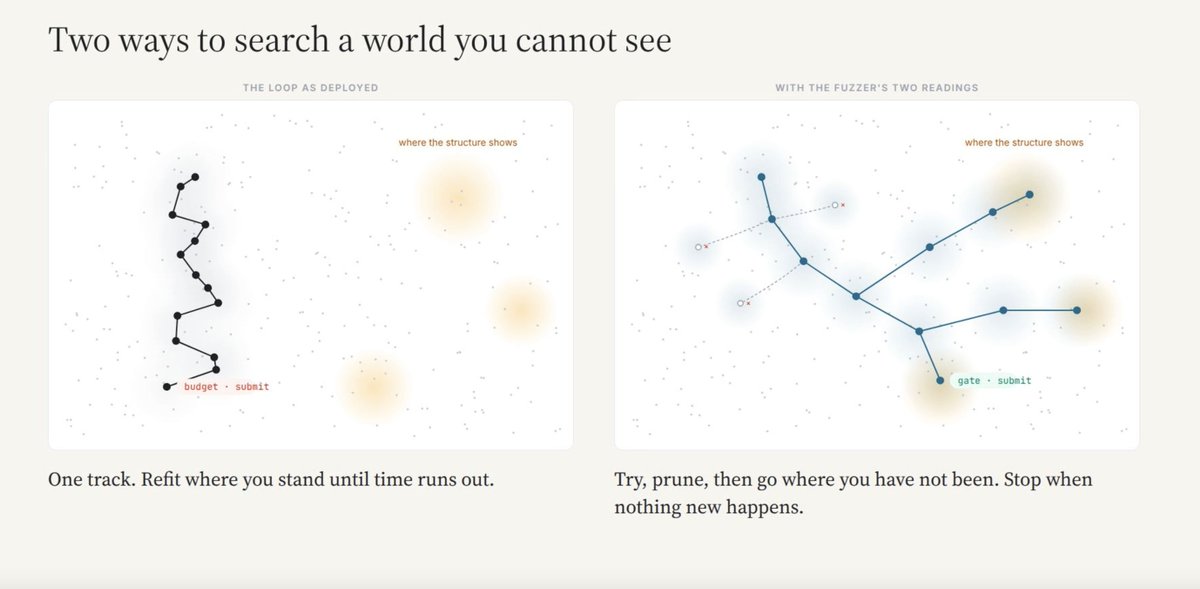 Two ways to search a world you cannot see
THE LOOP AS DEPLOYED
where the structure shows
budget · submit
One track. Refit where you stand until time runs out.
WITH THE FUZZER'S TWO READINGS
where the structure shows
gate · submit
Try, prune, then go where you have not been. Stop when
nothing new happens.